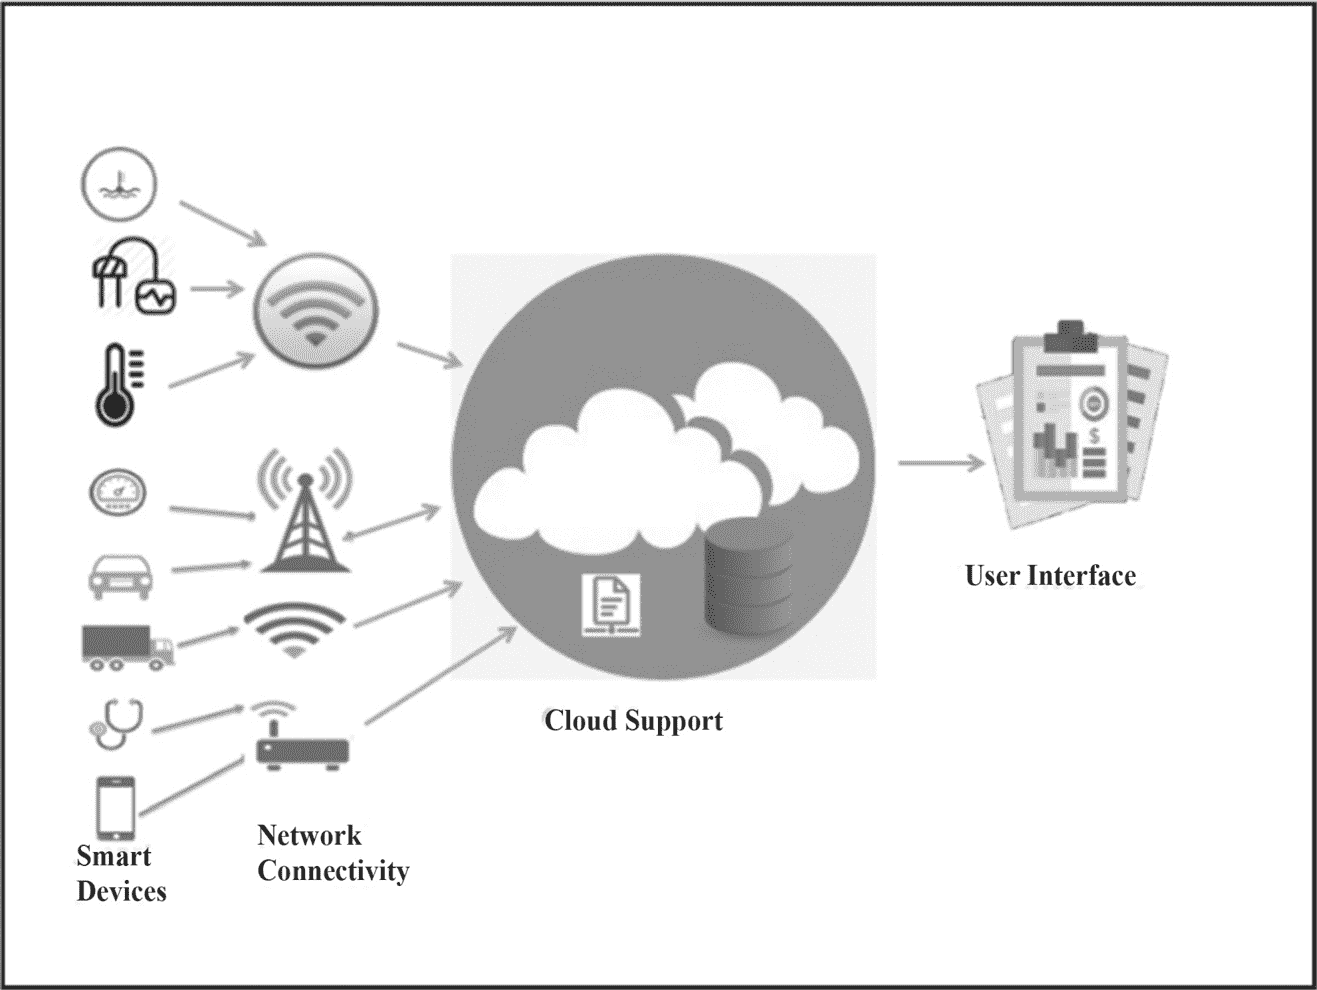 User Interface
Cloud Support
Network
Connectivity
Smart
Devices
$